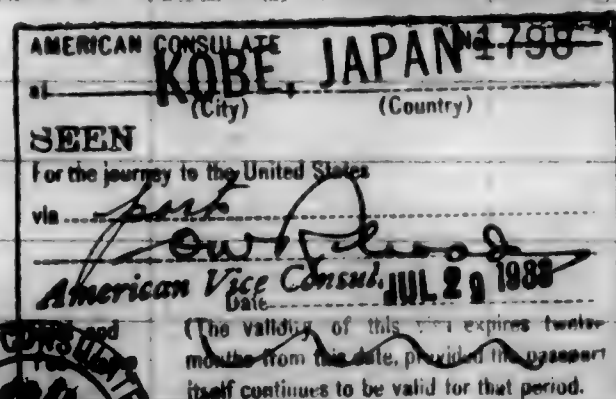 AMERICAN CONSULATE No 1798
at KOBE, JAPAN
(City) (Country)
SEEN
For the journey to the United States
via
American Vice Consul.
Date JUL 29
(The validity of this visa expires twelve
months from this date, provided the passport
itself continues to be valid for that period.